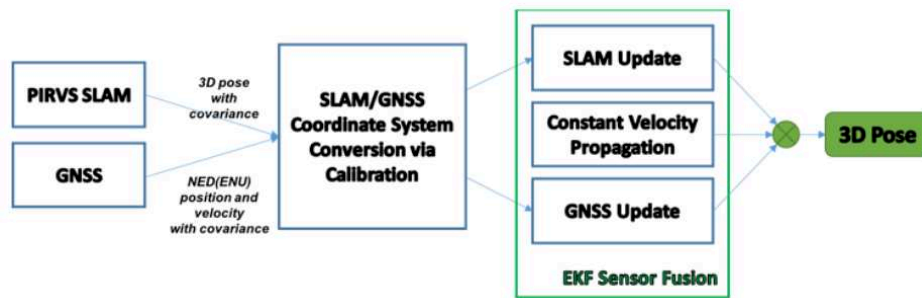 PIRVS SLAM
GNSS
3D pose
with
covariance
NED(ENU)
position and
velocity
with covariance
SLAM/GNSS
Coordinate System
Conversion via
Calibration
SLAM Update
Constant Velocity
Propagation
GNSS Update
EKF Sensor Fusion
3D Pose